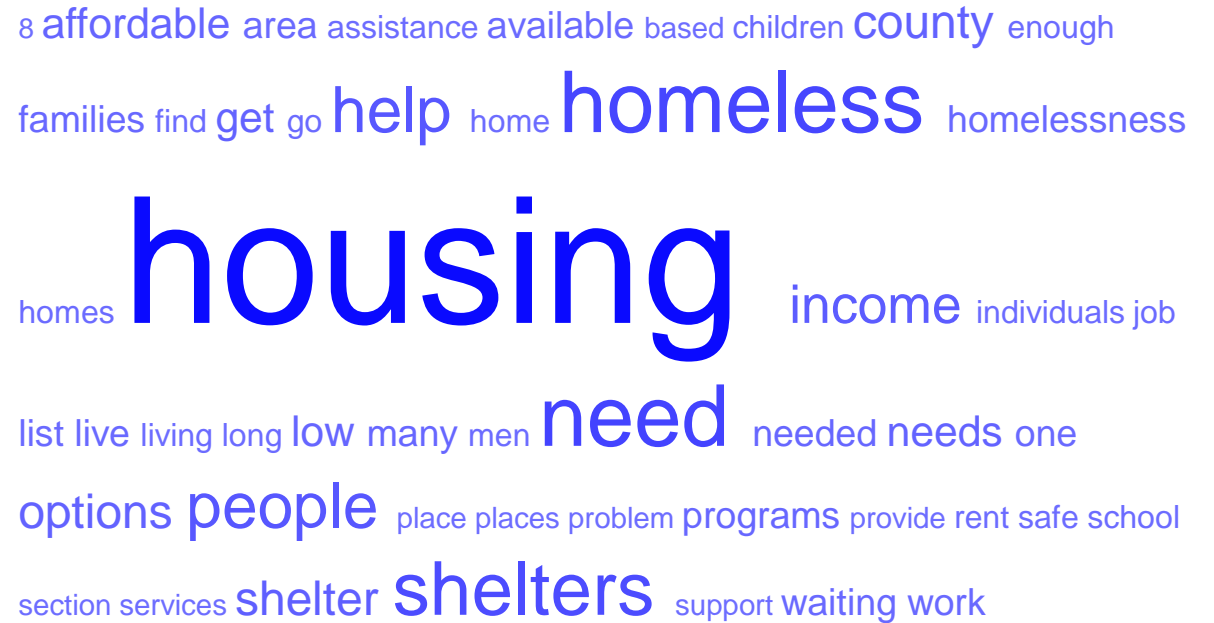 8 affordable area assistance available based children county enough
families find get go help home homeless homelessness
homes housing income individuals job
list live living long low many men need needed needs one
options people place places problem programs provide rent safe school
section services shelter shelters support waiting work